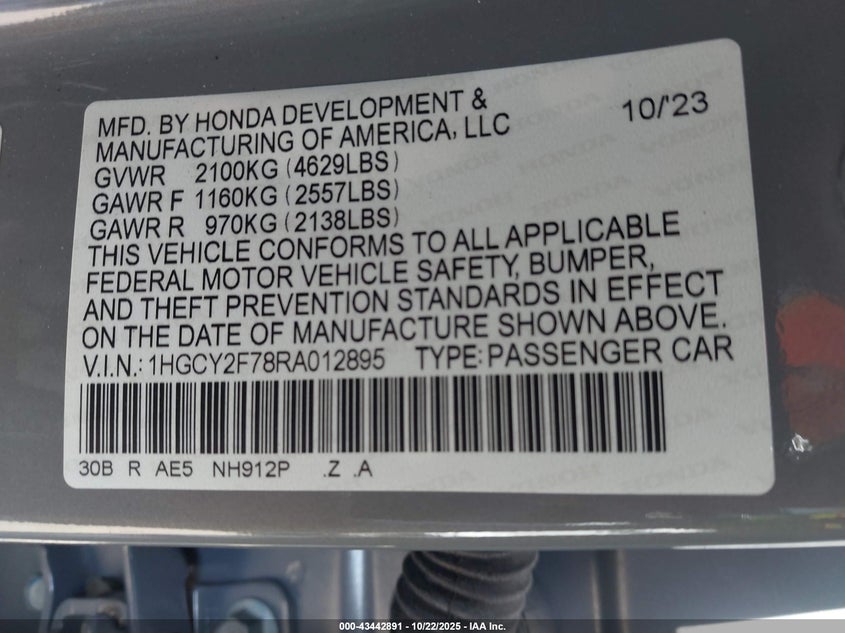 MFD. BY HONDA DEVELOPMENT & 10/'23
MANUFACTURING OF AMERICA, LLC
GVWR 2100KG (4629LBS)
GAWR F 1160KG (2557LBS)
GAWR R 970KG (2138LBS)
THIS VEHICLE CONFORMS TO ALL APPLICABLE
FEDERAL MOTOR VEHICLE SAFETY, BUMPER,
AND THEFT PREVENTION STANDARDS IN EFFECT
ON THE DATE OF MANUFACTURE SHOWN ABOVE.
V.I.N.: 1HGCY2F78RA012895 TYPE: PASSENGER CAR
30B R AE5 NH912P .Z .A
000-43442891 - 10/22/2025 - IAA Inc.